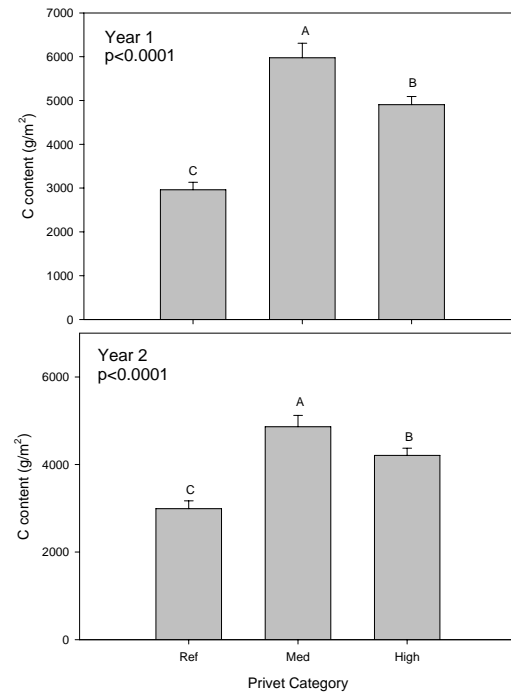 7000
Year 1
p<0.0001
6000
5000
4000
3000
2000
1000
0
C content (g/m²)
A
B
C
Year 2
p<0.0001
6000
4000
2000
0
C content (g/m²)
A
B
C
Ref Med High
Privet Category